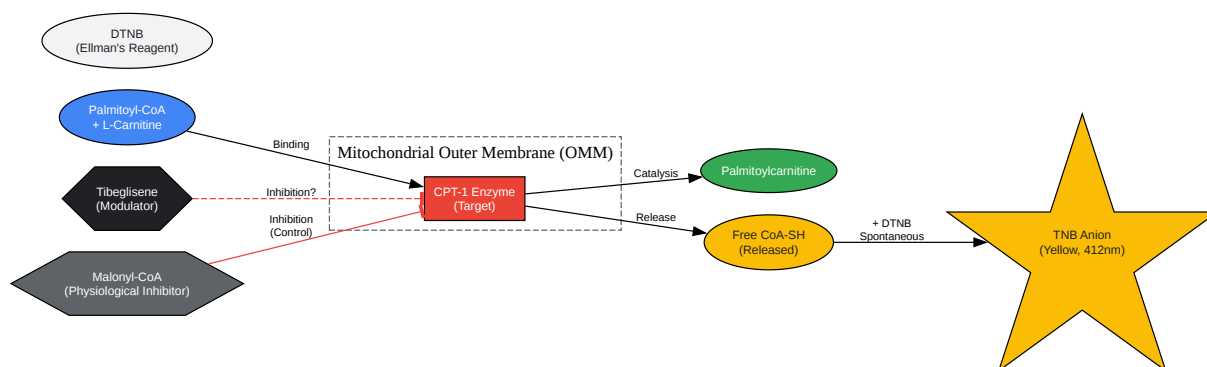 DTNB
(Ellman's Reagent)
Palmitoyl-CoA
+ L-Carnitine
Binding
Mitochondrial Outer Membrane (OMM)
Tibeglisene
(Modulator)
Inhibition?
CPT-1 Enzyme
(Target)
Catalysis
Palmitoylcarnitine
Inhibition
(Control)
Release
Free CoA-SH
(Released)
+ DTNB
Spontaneous
TNB Anion
(Yellow, 412nm)
Malonyl-CoA
(Physiological Inhibitor)